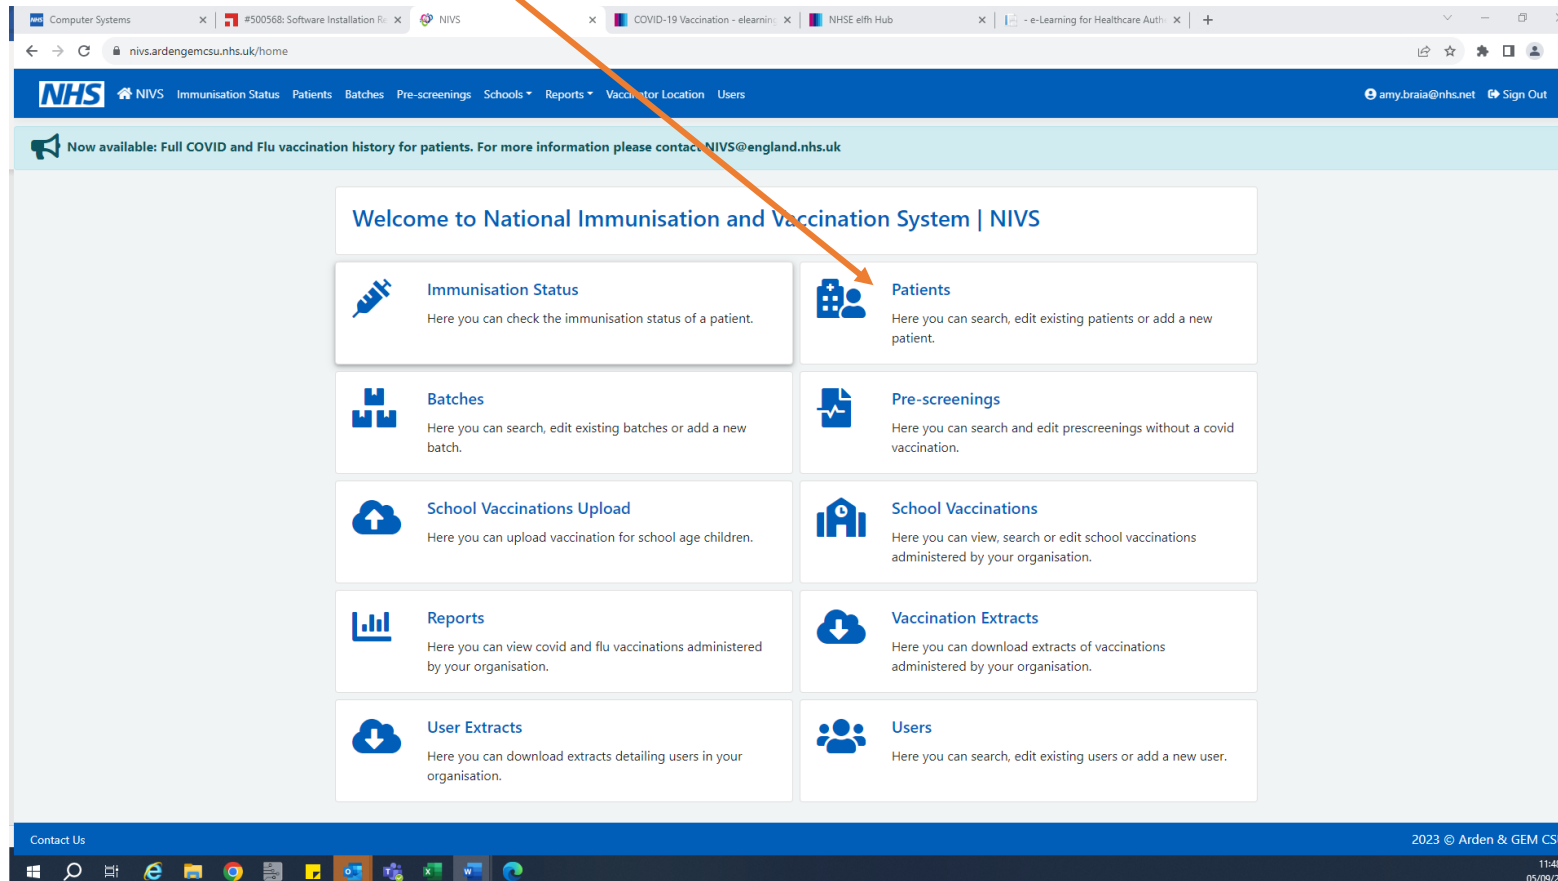 Computer Systems
#500568: Software Installation Re
NIVS
COVID-19 Vaccination - elearning
NHSE elfh Hub
- e-Learning for Healthcare Auth
nivs.ardengemcsu.nhs.uk/home
NHS NIVS Immunisation Status Patients Batches Pre-screenings Schools Reports Vaccinator Location Users amy.braia@nhs.net Sign Out
Now available: Full COVID and Flu vaccination history for patients. For more information please contact NIVS@england.nhs.uk
Welcome to National Immunisation and Vaccination System | NIVS
Immunisation Status
Here you can check the immunisation status of a patient.
Patients
Here you can search, edit existing patients or add a new
patient.
Batches
Here you can search, edit existing batches or add a new
batch.
Pre-screenings
Here you can search and edit prescreenings without a covid
vaccination.
School Vaccinations Upload
Here you can upload vaccination for school age children.
School Vaccinations
Here you can view, search or edit school vaccinations
administered by your organisation.
Reports
Here you can view covid and flu vaccinations administered
by your organisation.
Vaccination Extracts
Here you can download extracts of vaccinations
administered by your organisation.
User Extracts
Here you can download extracts detailing users in your
organisation.
Users
Here you can search, edit existing users or add a new user.
Contact Us
2023 © Arden & GEM CS
11:4
05/09/2